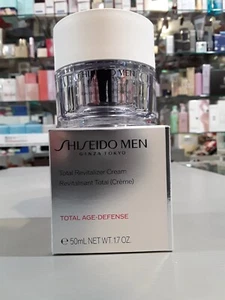 SHISEIDO MEN
GINZA TOKYO
Total Revitalizer Cream
Revitalisant Total [Crème]
TOTAL AGE-DEFENSE
℮ 50mL NET WT. 1.7 OZ.